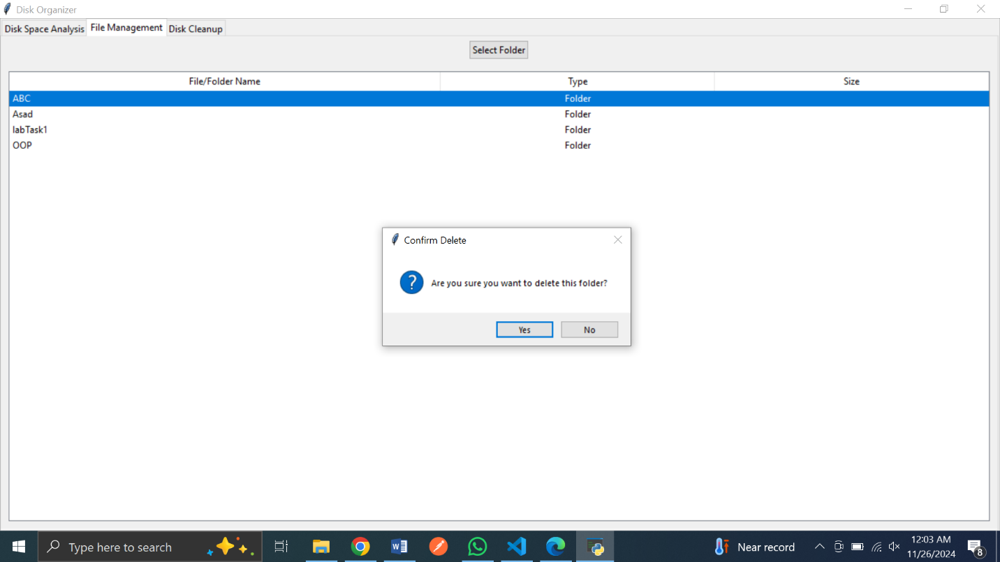 Disk Organizer
Disk Space Analysis File Management Disk Cleanup
Select Folder
File/Folder Name Type Size
ABC Folder
Asad Folder
labTask1 Folder
OOP Folder
Confirm Delete
? Are you sure you want to delete this folder?
Yes No
Type here to search
Near record
12:03 AM
11/26/2024
8